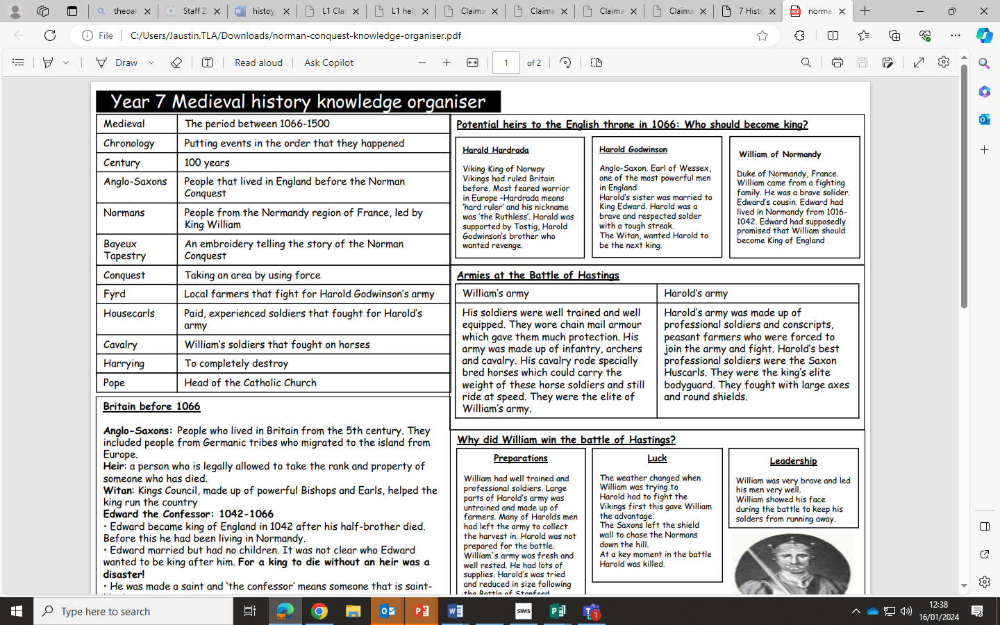 theoak
Staff Z
histoy.
L1 Clas
L1 help
Claima
Claima
Claima
Claima
7 Histo
norma
File
C:/Users/Jaustin.TLA/Downloads/norman-conquest-knowledge-organiser.pdf
Draw
Read aloud
Ask Copilot
1
of 2
Year 7 Medieval history knowledge organiser
Medieval
The period between 1066-1500
Chronology
Putting events in the order that they happened
Century
100 years
Anglo-Saxons
People that lived in England before the Norman
Conquest
Normans
People from the Normandy region of France, led by
King William
Bayeux
Tapestry
An embroidery telling the story of the Norman
Conquest
Conquest
Taking an area by using force
Fyrd
Local farmers that fight for Harold Godwinson's army
Housecarls
Paid, experienced soldiers that fought for Harold's
army
Cavalry
William's soldiers that fought on horses
Harrying
To completely destroy
Pope
Head of the Catholic Church
Britain before 1066
Anglo-Saxons: People who lived in Britain from the 5th century. They
included people from Germanic tribes who migrated to the island from
Europe.
Heir: a person who is legally allowed to take the rank and property of
someone who has died.
Witan: Kings Council, made up of powerful Bishops and Earls, helped the
king run the country
Edward the Confessor: 1042-1066
• Edward became king of England in 1042 after his half-brother died.
Before this he had been living in Normandy.
• Edward married but had no children. It was not clear who Edward
wanted to be king after him. For a king to die without an heir was a
disaster!
• He was made a saint and 'the confessor' means someone that is saint-
Potential heirs to the English throne in 1066: Who should become king?
Harald Hardrada
Viking King of Norway
Vikings had ruled Britain
before. Most feared warrior
in Europe –Hardrada means
'hard ruler' and his nickname
was 'the Ruthless'. Harald was
supported by Tostig, Harold
Godwinson's brother who
wanted revenge.
Harold Godwinson
Anglo-Saxon. Earl of Wessex,
one of the most powerful men
in England
Harold's sister was married to
King Edward. Harold was a
brave and respected solder
with a tough streak.
The Witan, wanted Harold to
be the next king.
William of Normandy
Duke of Normandy, France.
William came from a fighting
family. He was a brave solider.
Edward's cousin. Edward had
lived in Normandy from 1016-
1042. Edward had supposedly
promised that William should
become King of England
Armies at the Battle of Hastings
William's army
His soldiers were well trained and well
equipped. They wore chain mail armour
which gave them much protection. His
army was made up of infantry, archers
and cavalry. His cavalry rode specially
bred horses which could carry the
weight of these horse soldiers and still
ride at speed. They were the elite of
William's army.
Harold's army
Harold's army was made up of
professional soldiers and conscripts,
peasant farmers who were forced to
join the army and fight. Harold's best
professional soldiers were the Saxon
Huscarls. They were the king's elite
bodyguard. They fought with large axes
and round shields.
Why did William win the battle of Hastings?
Preparations
William had well trained and
professional soldiers. Large
parts of Harold's army was
untrained and made up of
farmers. Many of Harolds men
had left the army to collect
the harvest in. Harold was not
prepared for the battle.
William's army was fresh and
well rested. He had lots of
supplies. Harold's was tried
and reduced in size following
the Battle of Stanford
Luck
The weather changed when
William was trying to
Harold had to fight the
Vikings first this gave William
the advantage.
The Saxons left the shield
wall to chase the Normans
down the hill.
At a key moment in the battle
Harold was killed.
Leadership
William was very brave and led
his men very well.
William showed his face
during the battle to keep his
solders from running away.
Type here to search
SIMS
1
12:38
16/01/2024